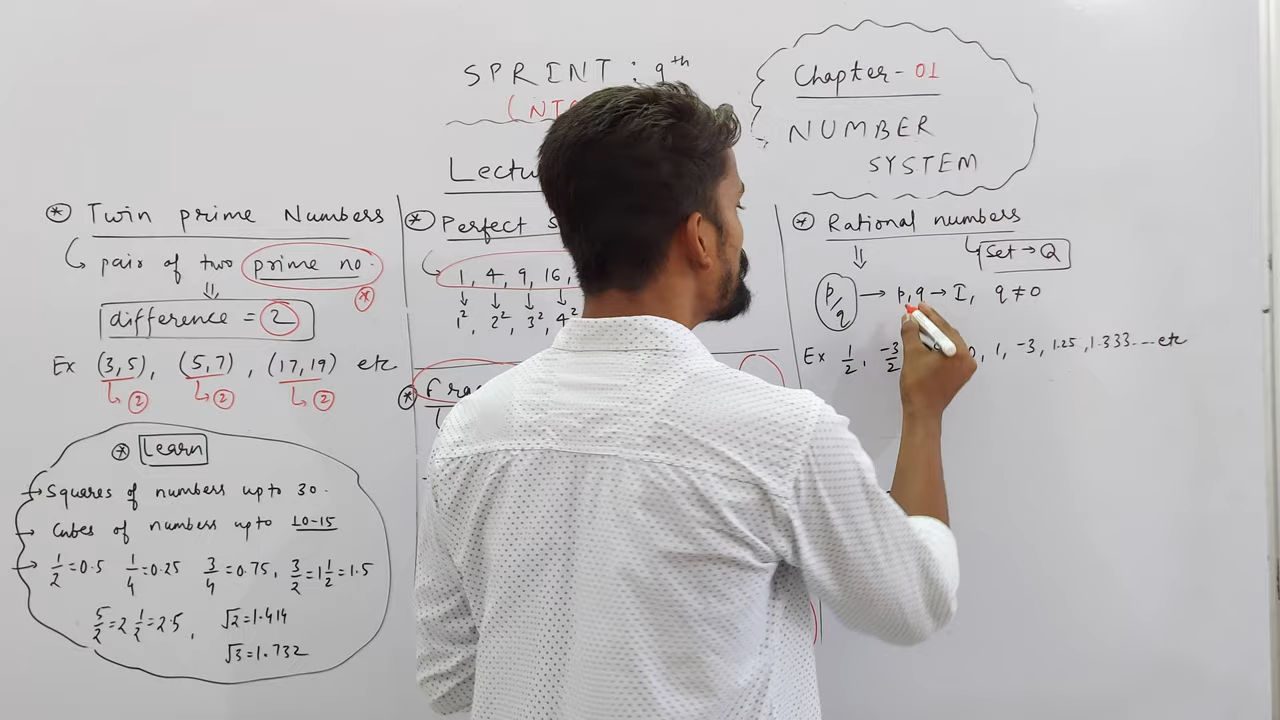 SPRINT : 9th
(NTS
Lectu
Chapter - 01
NUMBER
SYSTEM
* Twin prime Numbers
pair of two prime no.
*
difference = 2
Ex (3,5), (5,7), (17,19) etc
2 2 2
* Learn
→ Squares of numbers upto 30.
→ Cubes of numbers upto 10-15
→ 1/2 = 0.5 1/4 = 0.25 3/4 = 0.75, 3/2 = 1 1/2 = 1.5
5/2 = 2 1/2 = 2.5, √2 = 1.414
√3 = 1.732
* Perfect s
1, 4, 9, 16,
↓ ↓ ↓ ↓
1², 2², 3², 4²
* fra
* Rational numbers
Set → Q
p/q → p,q → I, q ≠ 0
Ex 1/2, -3/2 0, 1, -3, 1.25, 1.333.... etc